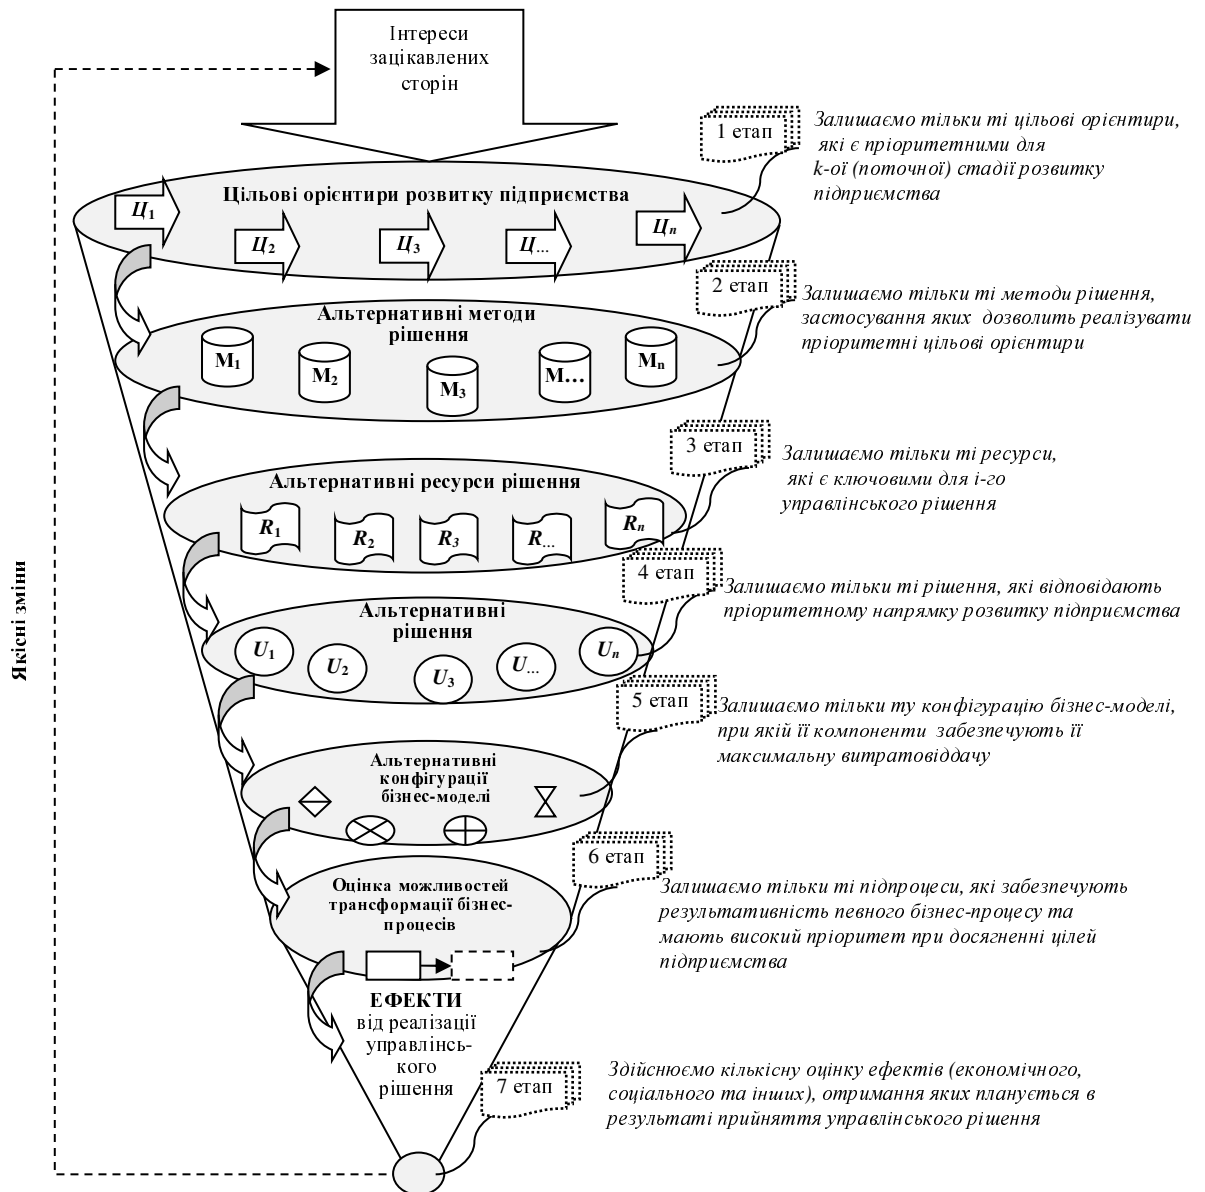 Інтереси
зацікавлених
сторін
1 етап
Залишаємо тільки ті цільові орієнтири,
які є пріоритетними для
k-ої (поточної) стадії розвитку
підприємства
Цільові орієнтири розвитку підприємства
Ц1
Ц2
Ц3
Ц...
Цn
2 етап
Залишаємо тільки ті методи рішення,
застосування яких дозволить реалізувати
пріоритетні цільові орієнтири
Альтернативні методи
рішення
М1
М2
М3
М...
Мn
3 етап
Залишаємо тільки ті ресурси,
які є ключовими для і-го
управлінського рішення
Альтернативні ресурси рішення
R1
R2
R3
R...
Rn
4 етап
Залишаємо тільки ті рішення, які відповідають
пріоритетному напрямку розвитку підприємства
Альтернативні
рішення
U1
U2
U3
U...
Un
5 етап
Залишаємо тільки ту конфігурацію бізнес-моделі,
при якій її компоненти забезпечують її
максимальну витратовіддачу
Альтернативні
конфігурації
бізнес-моделі
6 етап
Залишаємо тільки ті підпроцеси, які забезпечують
результативність певного бізнес-процесу та
мають високий пріоритет при досягненні цілей
підприємства
Оцінка можливостей
трансформації бізнес-
процесів
ЕФЕКТИ
від реалізації
управлінсь-
кого
рішення
7 етап
Здійснюємо кількісну оцінку ефектів (економічного,
соціального та інших), отримання яких планується в
результаті прийняття управлінського рішення
Якісні зміни